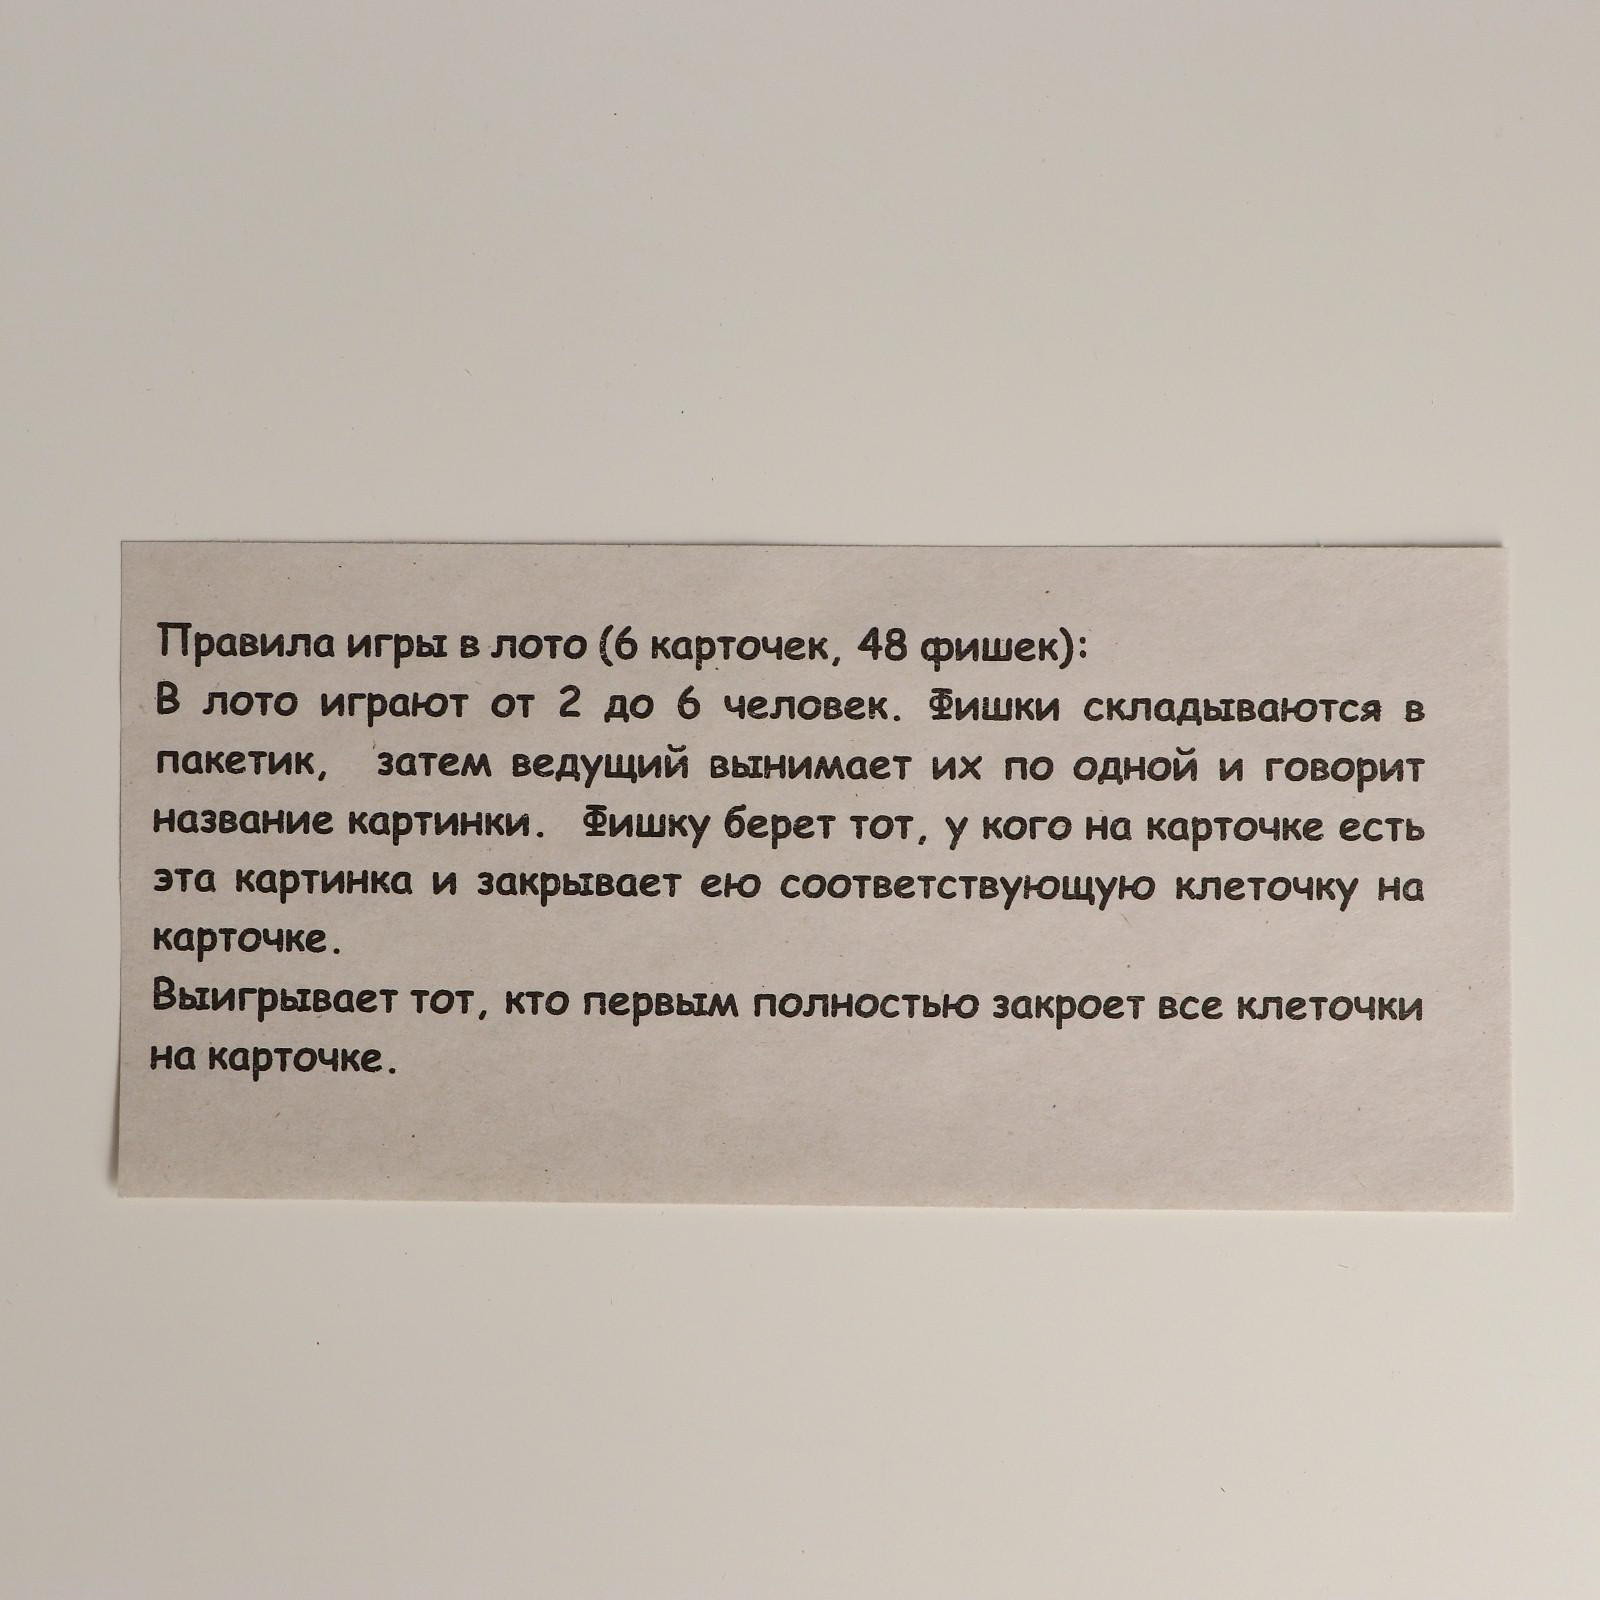 Правила игры в лото (6 карточек, 48 фишек):
В лото играют от 2 до 6 человек. Фишки складываются в
пакетик, затем ведущий вынимает их по одной и говорит
название картинки. Фишку берет тот, у кого на карточке есть
эта картинка и закрывает ею соответствующую клеточку на
карточке.
Выигрывает тот, кто первым полностью закроет все клеточки
на карточке.